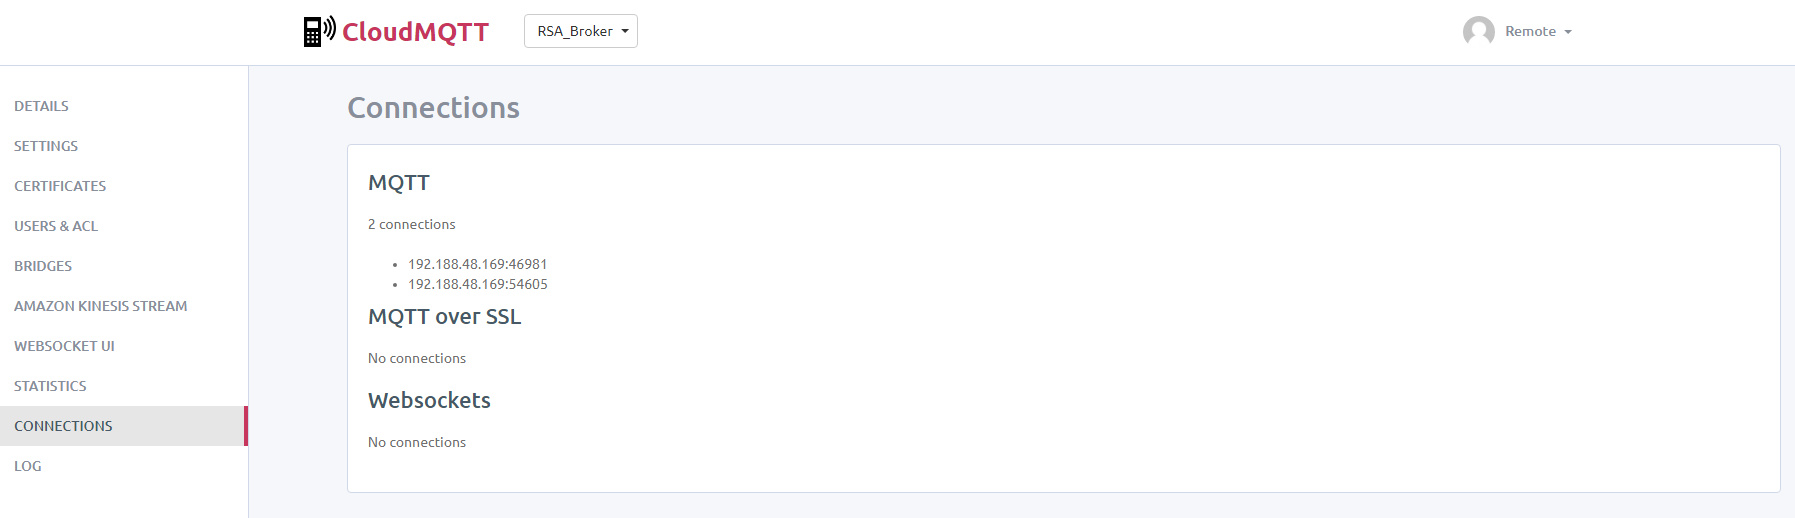 CloudMQTT
RSA_Broker
Remote
DETAILS
SETTINGS
CERTIFICATES
USERS & ACL
BRIDGES
AMAZON KINESIS STREAM
WEBSOCKET UI
STATISTICS
CONNECTIONS
LOG
Connections
MQTT
2 connections
192.188.48.169:46981
192.188.48.169:54605
MQTT over SSL
No connections
Websockets
No connections